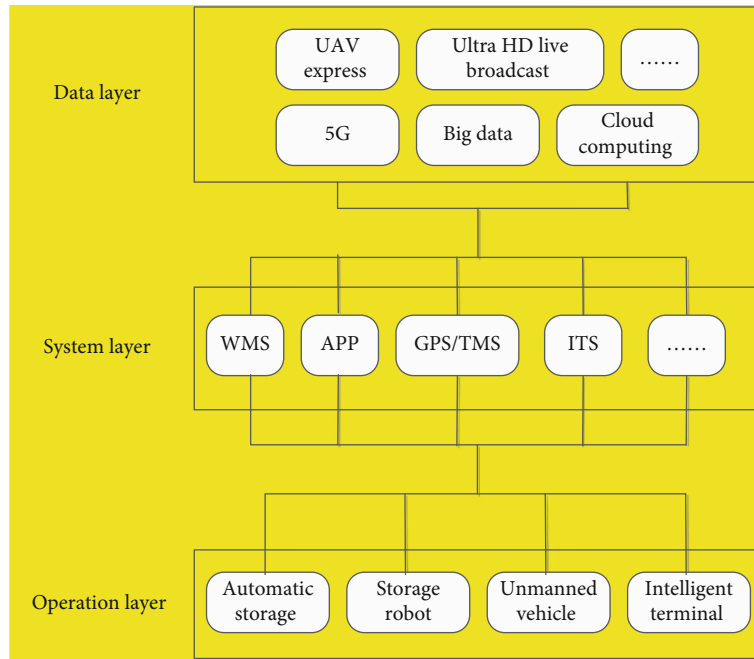 Data layer
UAV
express
Ultra HD live
broadcast
......
5G
Big data
Cloud
computing
System layer
WMS
APP
GPS/TMS
ITS
......
Operation layer
Automatic
storage
Storage
robot
Unmanned
vehicle
Intelligent
terminal